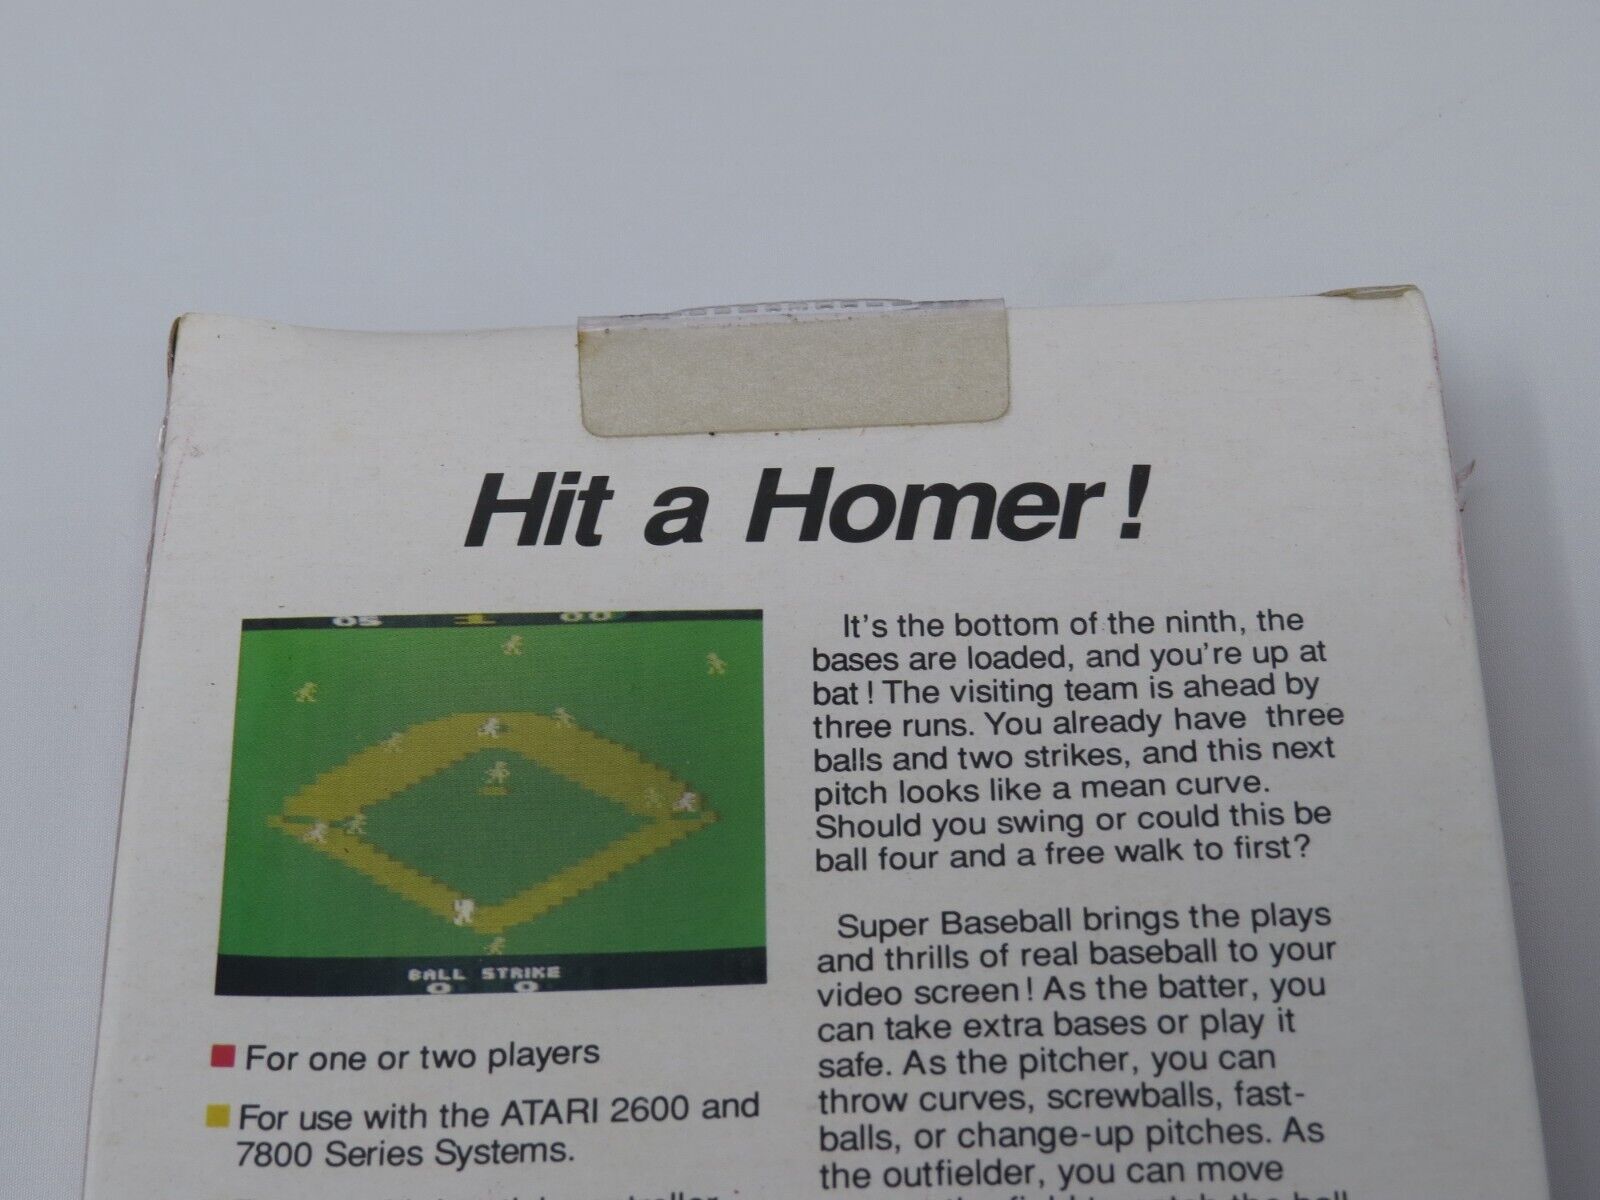 Hit a Homer!
05 1 00
BALL STRIKE
0 0
For one or two players
For use with the ATARI 2600 and
7800 Series Systems.
controller
It's the bottom of the ninth, the
bases are loaded, and you're up at
bat! The visiting team is ahead by
three runs. You already have three
balls and two strikes, and this next
pitch looks like a mean curve.
Should you swing or could this be
ball four and a free walk to first?
Super Baseball brings the plays
and thrills of real baseball to your
video screen! As the batter, you
can take extra bases or play it
safe. As the pitcher, you can
throw curves, screwballs, fast-
balls, or change-up pitches. As
the outfielder, you can move
the ball